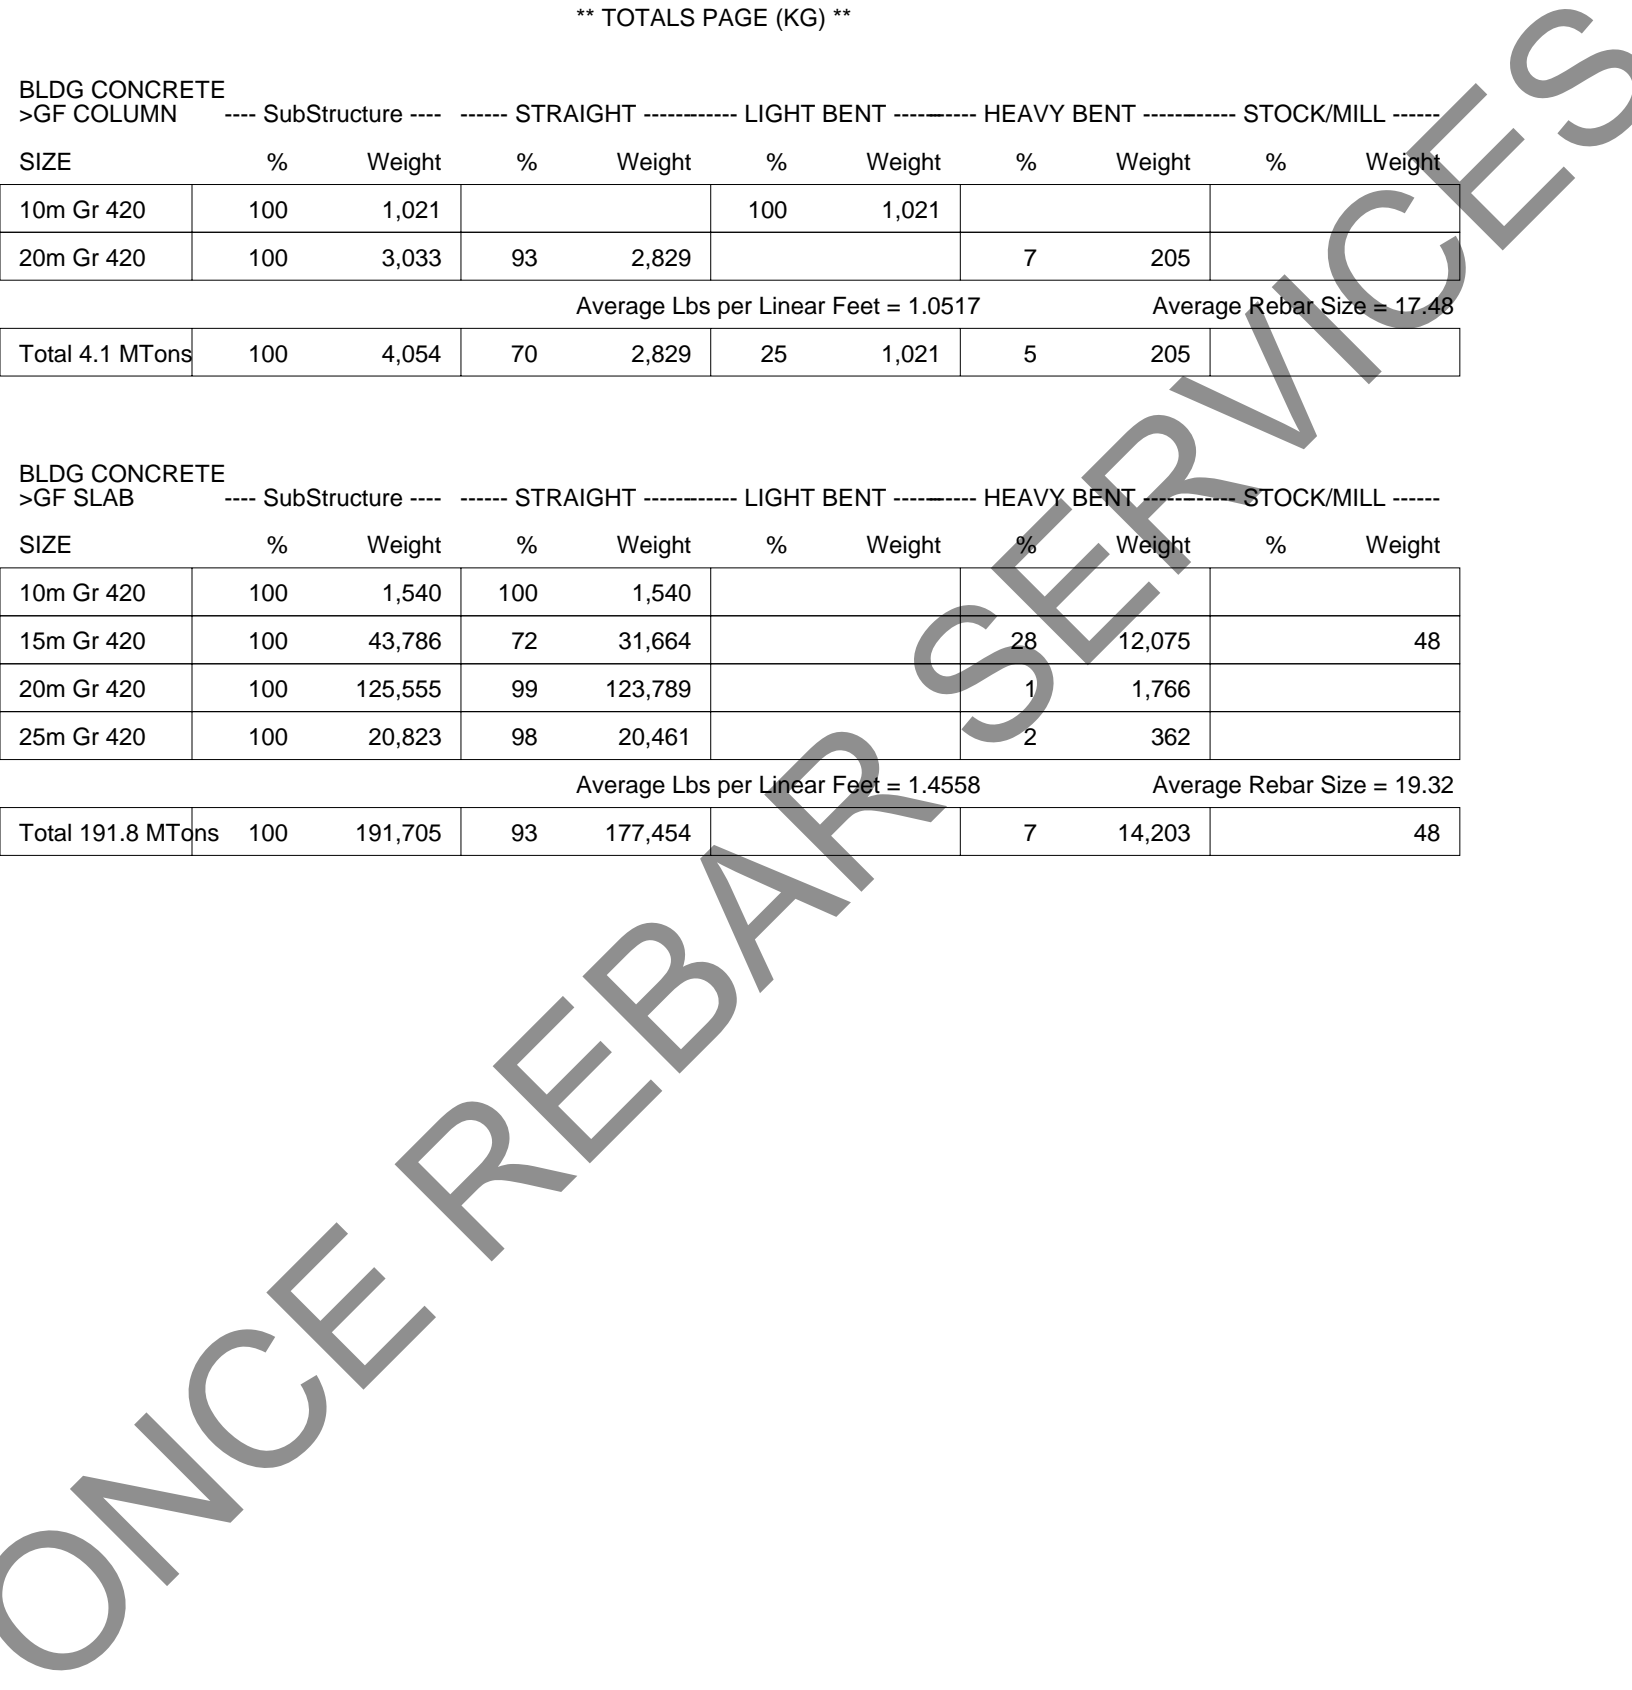 ** TOTALS PAGE (KG) **
BLDG CONCRETE
>GF COLUMN ---- SubStructure ---- ------ STRAIGHT ------------- LIGHT BENT ------------- HEAVY BENT ------------- STOCK/MILL ------
SIZE % Weight % Weight % Weight % Weight % Weight
10m Gr 420 100 1,021 100 1,021
20m Gr 420 100 3,033 93 2,829 7 205
Average Lbs per Linear Feet = 1.0517 Average Rebar Size = 17.48
Total 4.1 MTons 100 4,054 70 2,829 25 1,021 5 205
BLDG CONCRETE
>GF SLAB ---- SubStructure ---- ------ STRAIGHT ------------- LIGHT BENT ------------- HEAVY BENT ------------- STOCK/MILL ------
SIZE % Weight % Weight % Weight % Weight % Weight
10m Gr 420 100 1,540 100 1,540
15m Gr 420 100 43,786 72 31,664 28 12,075 48
20m Gr 420 100 125,555 99 123,789 1 1,766
25m Gr 420 100 20,823 98 20,461 2 362
Average Lbs per Linear Feet = 1.4558 Average Rebar Size = 19.32
Total 191.8 MTons 100 191,705 93 177,454 7 14,203 48
ONCE REBAR SERVICES